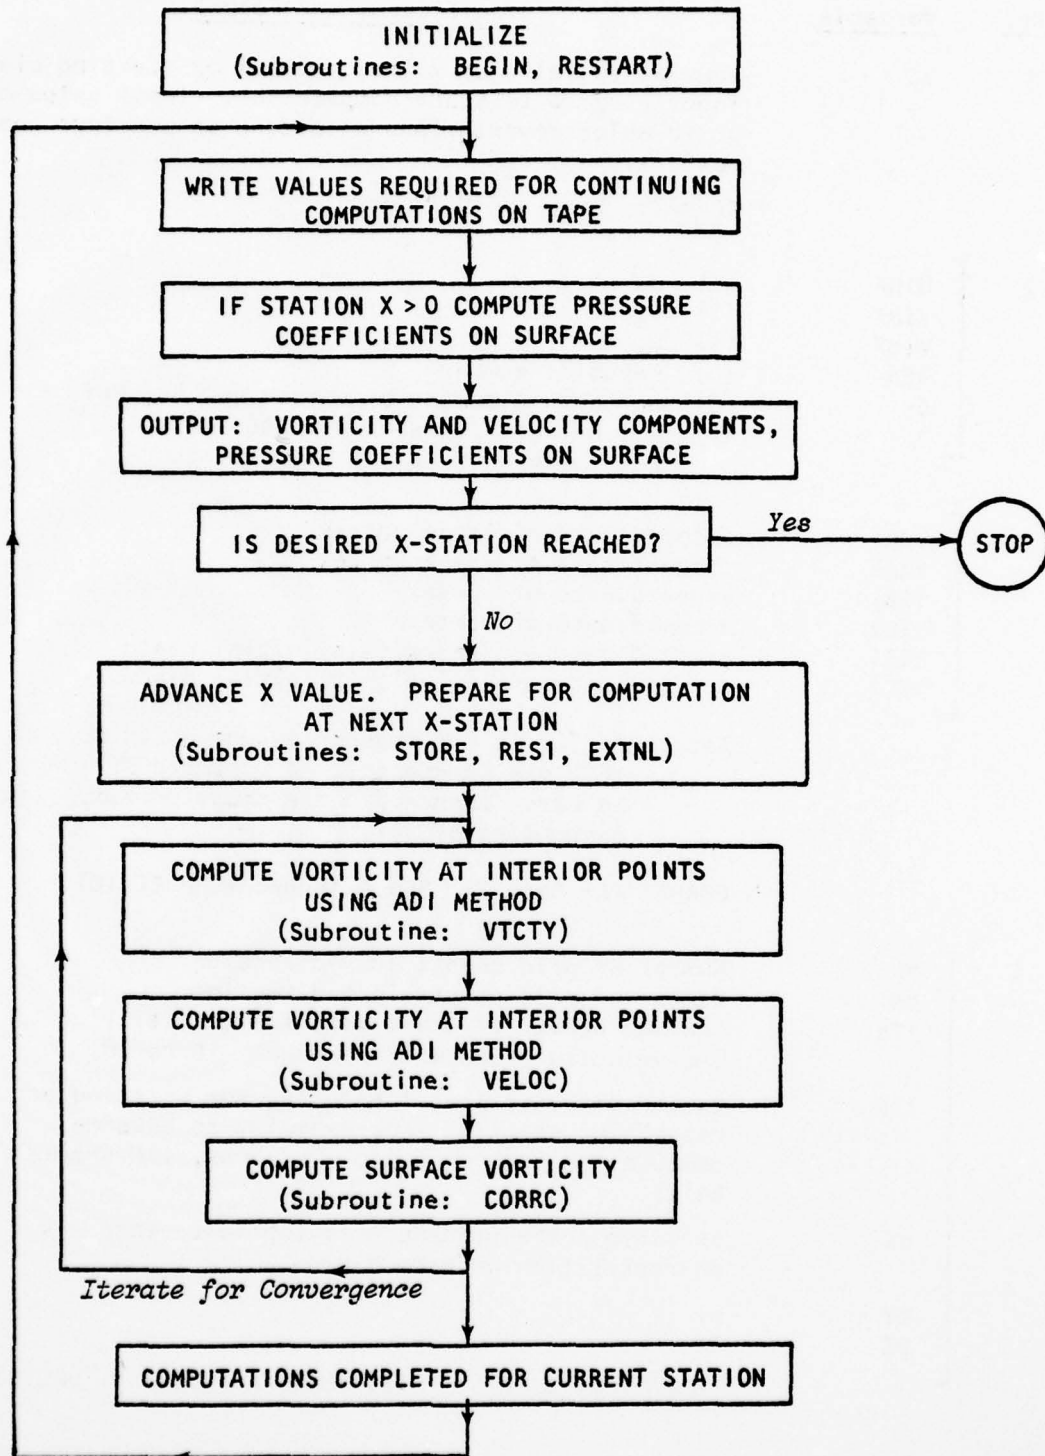 INITIALIZE
(Subroutines: BEGIN, RESTART)
WRITE VALUES REQUIRED FOR CONTINUING
COMPUTATIONS ON TAPE
IF STATION X > 0 COMPUTE PRESSURE
COEFFICIENTS ON SURFACE
OUTPUT: VORTICITY AND VELOCITY COMPONENTS,
PRESSURE COEFFICIENTS ON SURFACE
IS DESIRED X-STATION REACHED?
Yes
STOP
No
ADVANCE X VALUE. PREPARE FOR COMPUTATION
AT NEXT X-STATION
(Subroutines: STORE, RES1, EXTNL)
COMPUTE VORTICITY AT INTERIOR POINTS
USING ADI METHOD
(Subroutine: VTCTY)
COMPUTE VORTICITY AT INTERIOR POINTS
USING ADI METHOD
(Subroutine: VELOC)
COMPUTE SURFACE VORTICITY
(Subroutine: CORRC)
Iterate for Convergence
COMPUTATIONS COMPLETED FOR CURRENT STATION